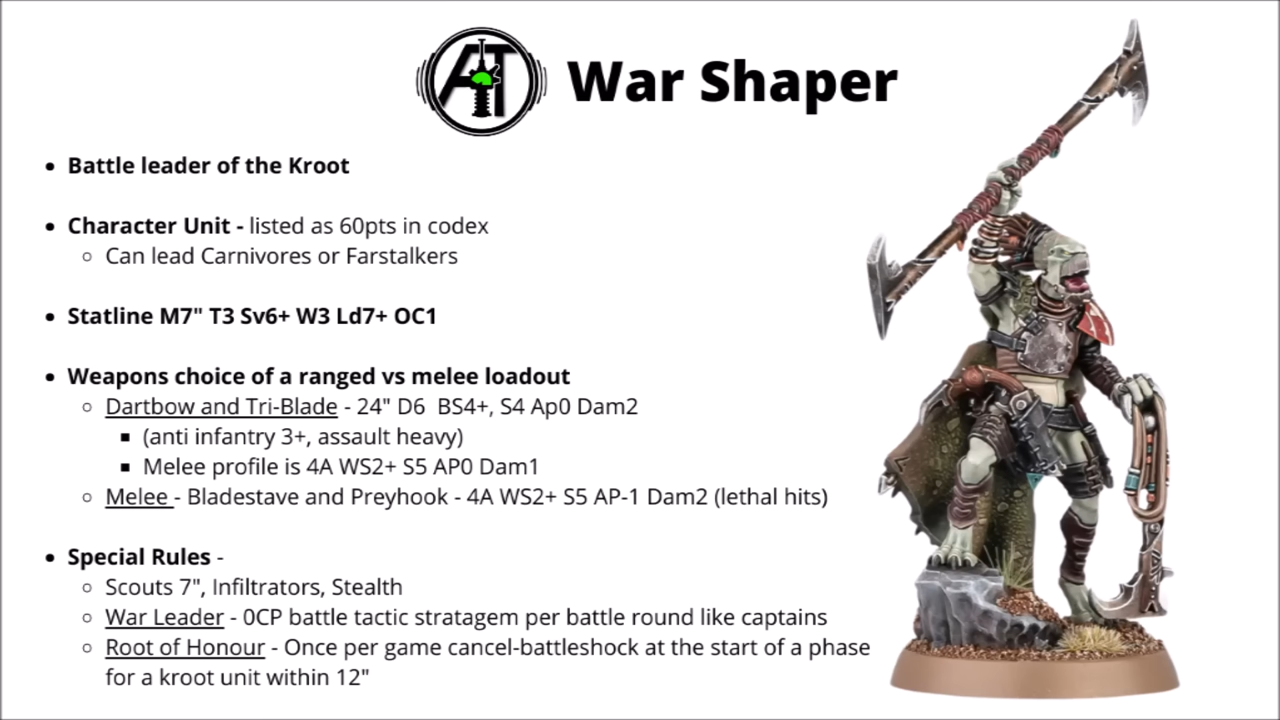 AT War Shaper
• Battle leader of the Kroot
• Character Unit - listed as 60pts in codex
○ Can lead Carnivores or Farstalkers
• Statline M7" T3 Sv6+ W3 Ld7+ OC1
• Weapons choice of a ranged vs melee loadout
○ Dartbow and Tri-Blade - 24" D6 BS4+, S4 Ap0 Dam2
▪ (anti infantry 3+, assault heavy)
▪ Melee profile is 4A WS2+ S5 AP0 Dam1
○ Melee - Bladestave and Preyhook - 4A WS2+ S5 AP-1 Dam2 (lethal hits)
• Special Rules -
○ Scouts 7", Infiltrators, Stealth
○ War Leader - 0CP battle tactic stratagem per battle round like captains
○ Root of Honour - Once per game cancel-battleshock at the start of a phase
for a kroot unit within 12"